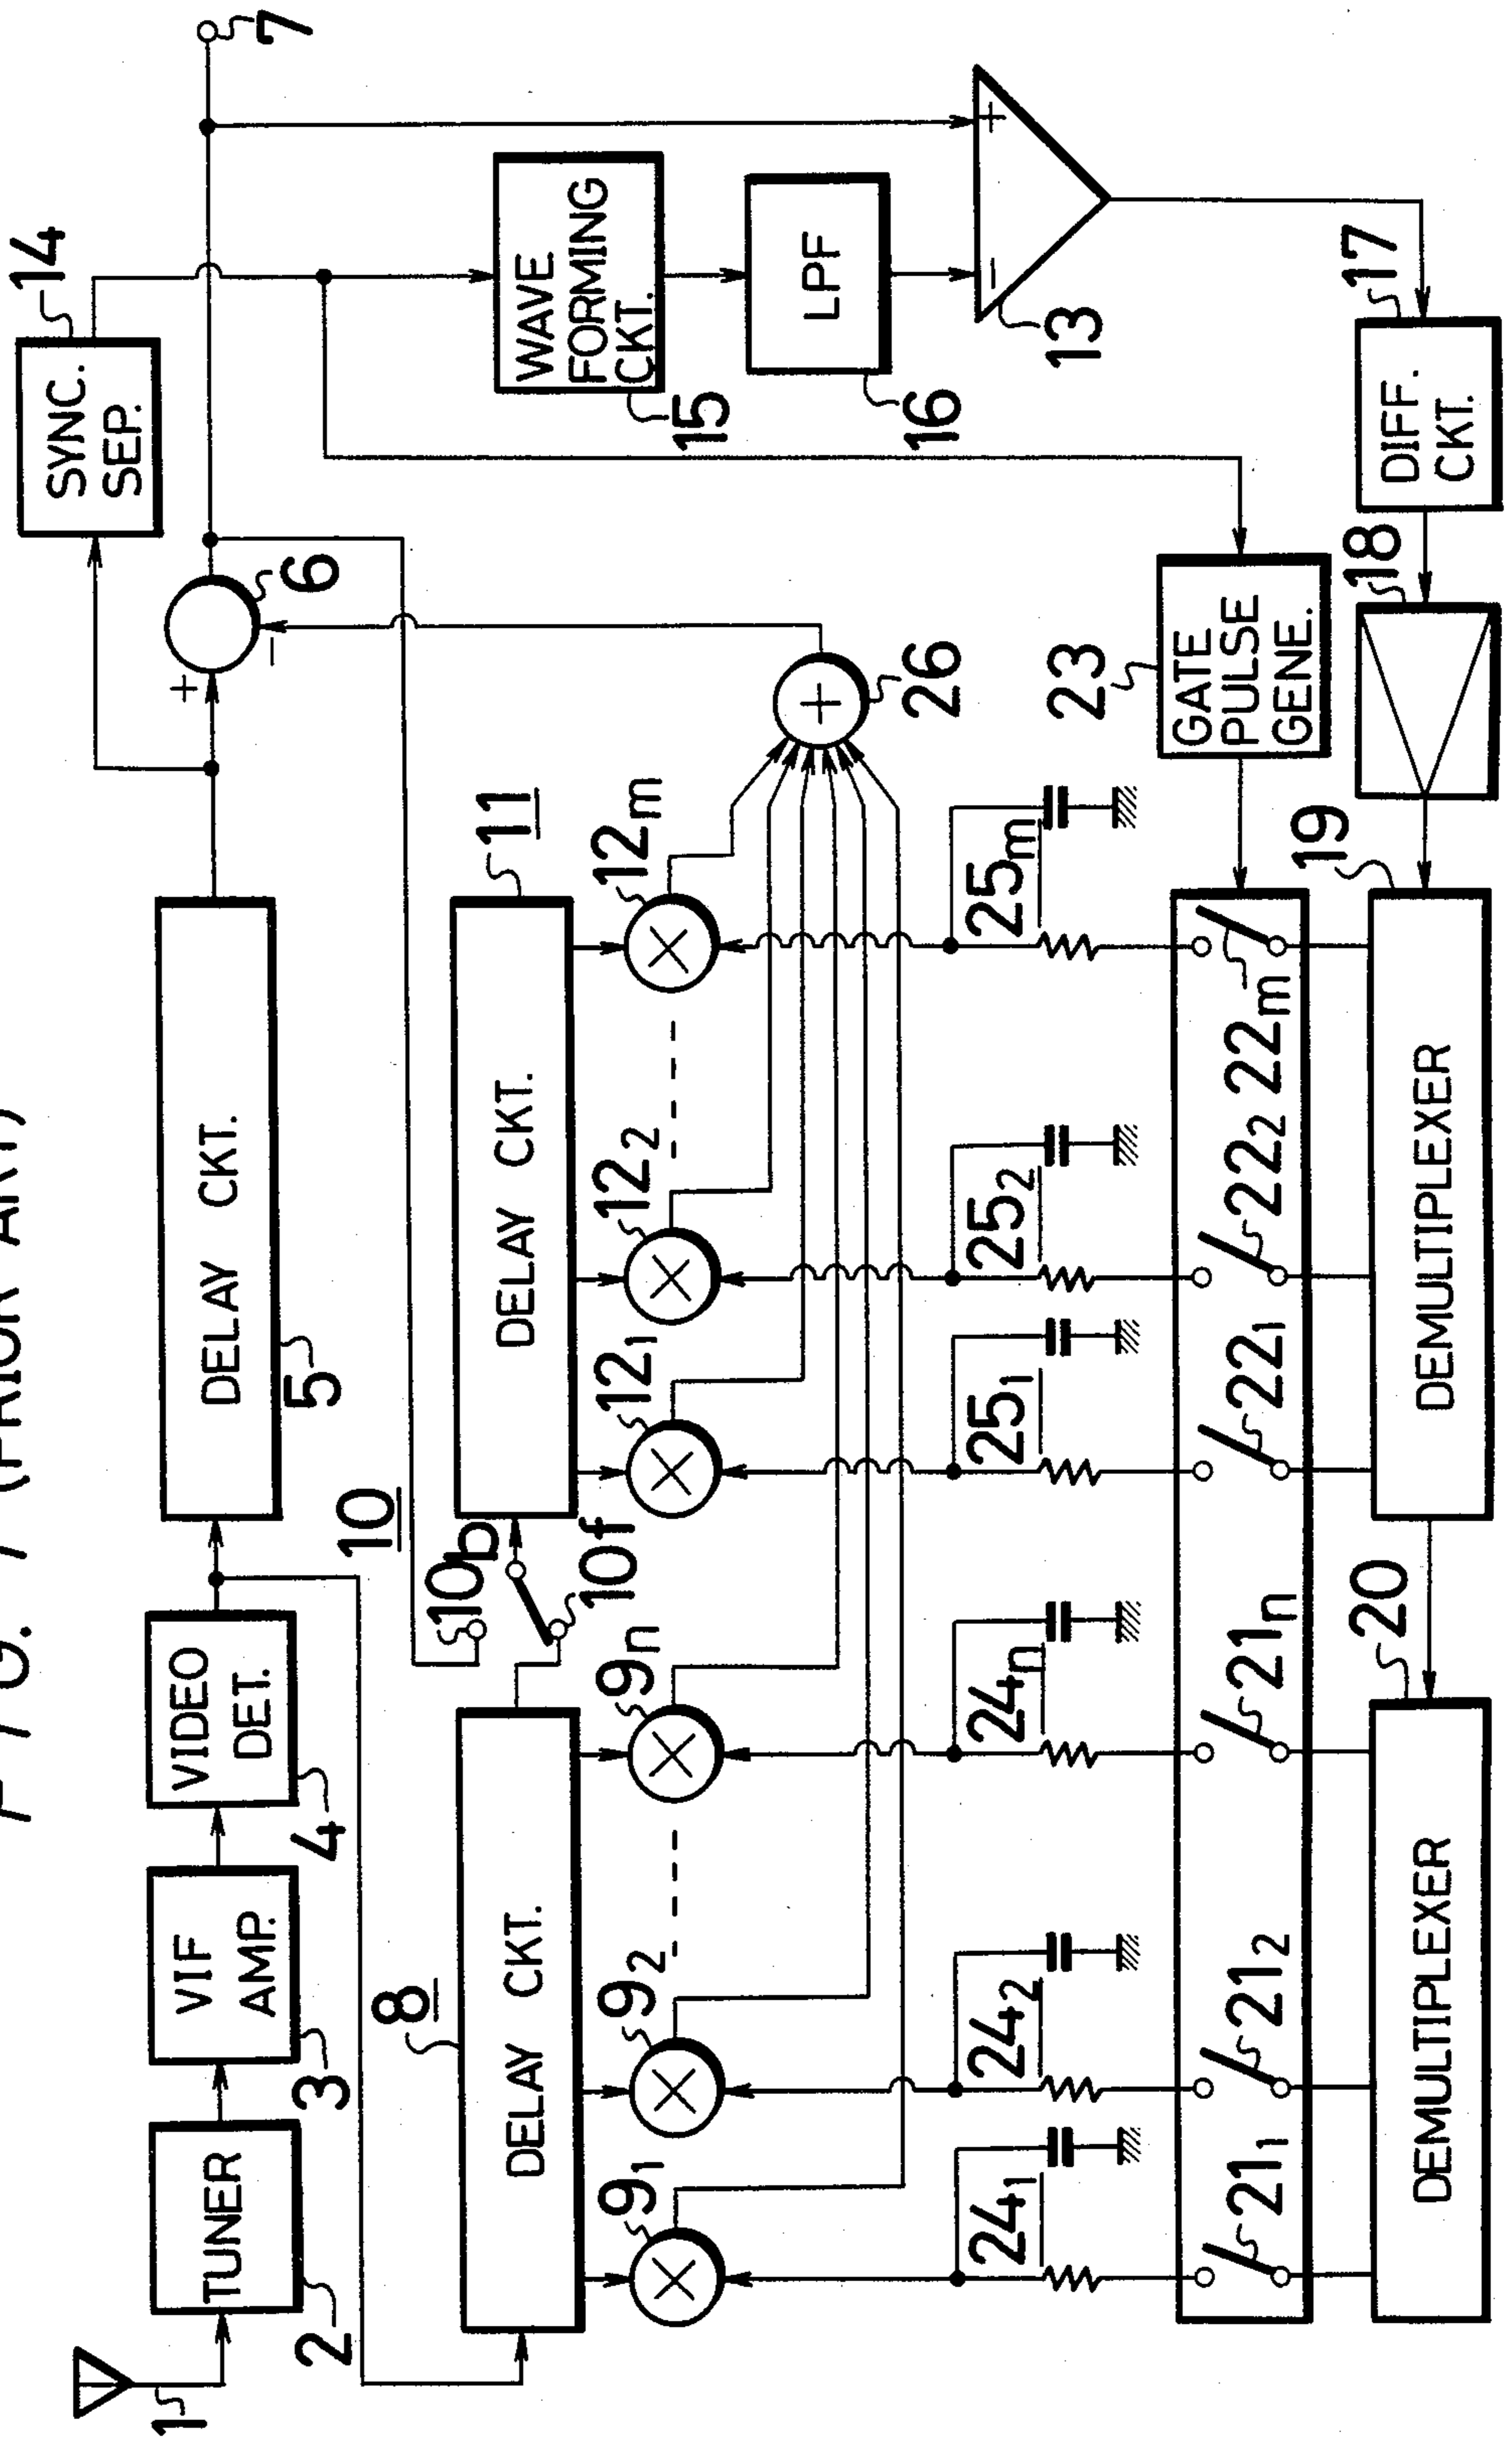 FIG. 1 (PRIOR ART)
1
TUNER
2
VIF
AMP.
3
VIDEO
DET.
4
DELAY CKT.
5
+
−
6
SYNC.
SEP.
14
7
8
DELAY CKT.
10
10b
10f
DELAY CKT.
11
9₁
9₂
9n
12₁
12₂
12m
+
26
WAVE
FORMING
CKT.
15
LPF
16
−
+
13
24₁
24₂
24n
25₁
25₂
25m
21₁
21₂
21n
22₁
22₂
22m
GATE
PULSE
GENE.
23
DEMULTIPLEXER
20
DEMULTIPLEXER
19
18
DIFF.
CKT.
17